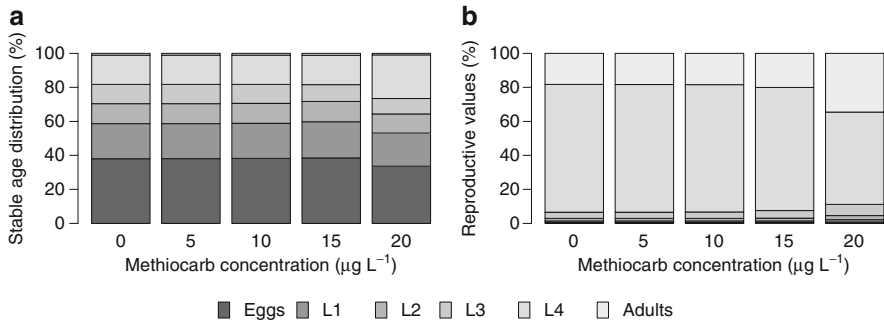 a
b
Stable age distribution (%)
100
80
60
40
20
0
0 5 10 15 20
Methiocarb concentration (µg L⁻¹)
Reproductive values (%)
100
80
60
40
20
0
0 5 10 15 20
Methiocarb concentration (µg L⁻¹)
Eggs L1 L2 L3 L4 Adults